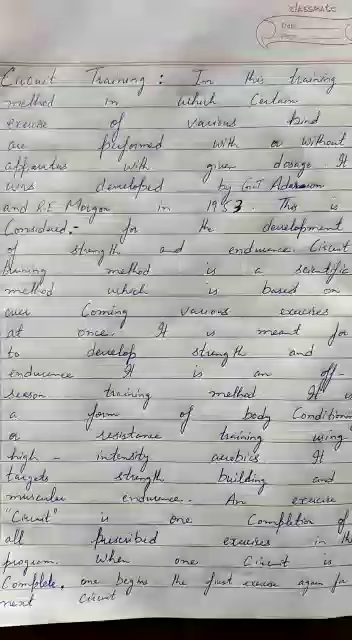 classmate
Date
Page
Circuit Training : In this training
method in which Certain
exercise of various kind
are performed with or without
apparatus with given dosage. It
was developed by G.T Adamson
and R.E Morgan in 1953. This is
Considered.- for the development
of strength and endurance. Circuit
training method is a scientific
method which is based on
over Coming various exercises
at once. It is meant for
to develop strength and
endurance It is an off-
season training method It is
a form of body Conditionin
or resistance training using
high - intensity aerobics It
targets strength building and
muscular endurance. An exercise
"Circuit" is one Completion of
all prescribed exercises in the
program. When one Circuit is
Complete, one begins the first exercise again for
next Circuit